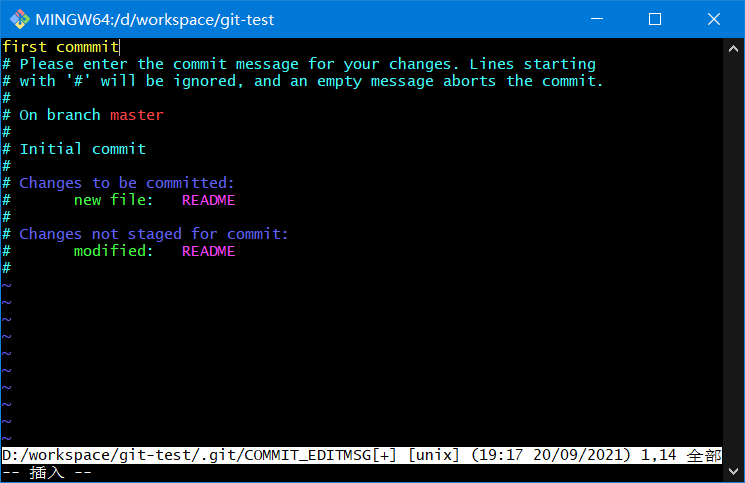 MINGW64:/d/workspace/git-test
first commmit
# Please enter the commit message for your changes. Lines starting
# with '#' will be ignored, and an empty message aborts the commit.
#
# On branch master
#
# Initial commit
#
# Changes to be committed:
#       new file:   README
#
# Changes not staged for commit:
#       modified:   README
#
~
~
~
~
~
~
~
~
~
~
D:/workspace/git-test/.git/COMMIT_EDITMSG[+] [unix] (19:17 20/09/2021) 1,14 全部
-- 插入 --